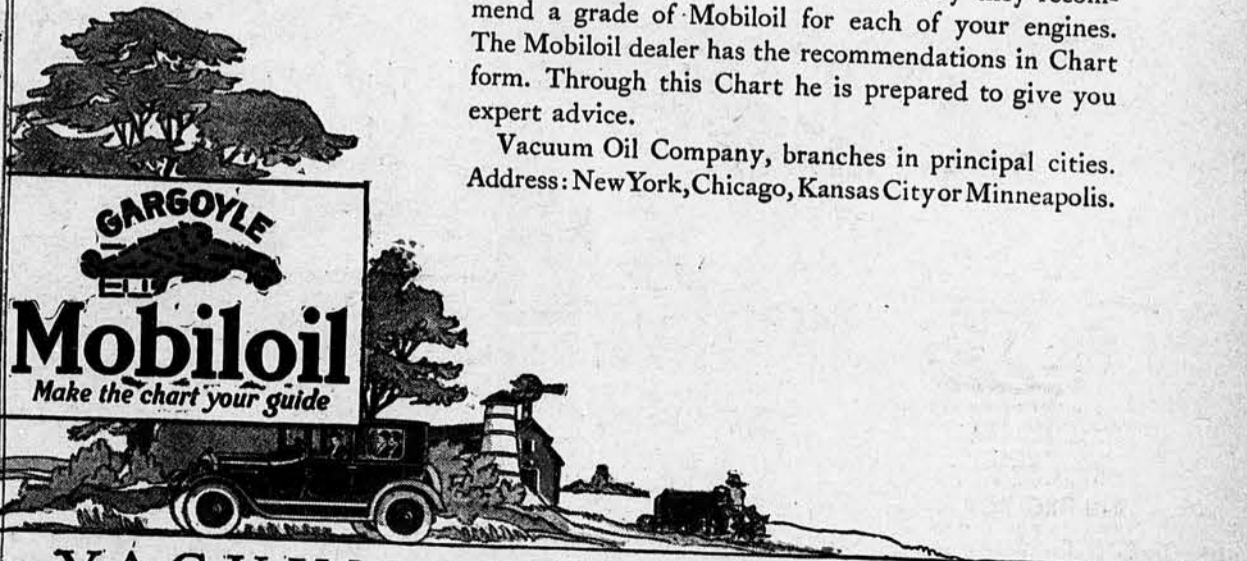 mend a grade of Mobiloil for each of your engines.
The Mobiloil dealer has the recommendations in Chart
form. Through this Chart he is prepared to give you
expert advice.
Vacuum Oil Company, branches in principal cities.
Address: New York, Chicago, Kansas City or Minneapolis.
GARGOYLE
Mobiloil
Make the chart your guide